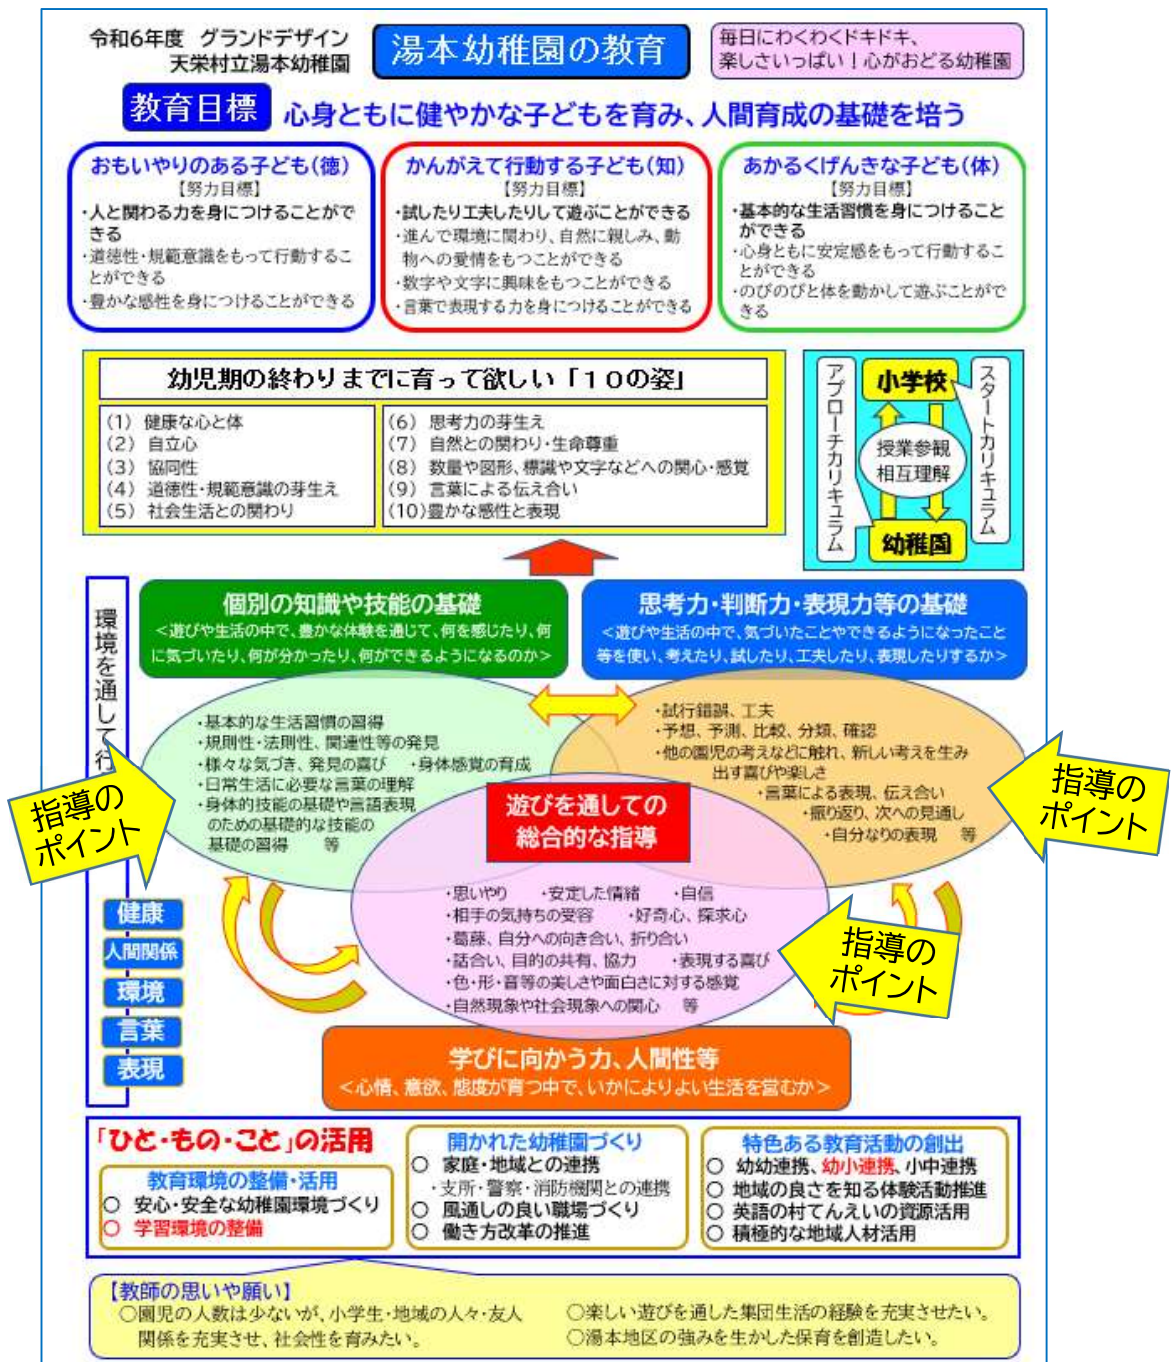 令和6年度　グランドデザイン
天栄村立湯本幼稚園
湯本幼稚園の教育
毎日にわくわくドキドキ、
楽しさいっぱい！心がおどる幼稚園
教育目標
心身ともに健やかな子どもを育み、人間育成の基礎を培う
おもいやりのある子ども(徳)
【努力目標】
・人と関わる力を身につけることがで
きる
・道徳性・規範意識をもって行動するこ
とができる
・豊かな感性を身につけることができる
かんがえて行動する子ども(知)
【努力目標】
・試したり工夫したりして遊ぶことができる
・進んで環境に関わり、自然に親しみ、動
物への愛情をもつことができる
・数字や文字に興味をもつことができる
・言葉で表現する力を身につけることができる
あかるくげんきな子ども(体)
【努力目標】
・基本的な生活習慣を身につけること
ができる
・心身ともに安定感をもって行動するこ
とができる
・のびのびと体を動かして遊ぶことがで
きる
幼児期の終わりまでに育って欲しい「１０の姿」
(1) 健康な心と体
(2) 自立心
(3) 協同性
(4) 道徳性・規範意識の芽生え
(5) 社会生活との関わり
(6) 思考力の芽生え
(7) 自然との関わり・生命尊重
(8) 数量や図形、標識や文字などへの関心・感覚
(9) 言葉による伝え合い
(10)豊かな感性と表現
アプローチカリキュラム
小学校
授業参観
相互理解
幼稚園
スタートカリキュラム
環境を通して行
個別の知識や技能の基礎
＜遊びや生活の中で、豊かな体験を通じて、何を感じたり、何
に気づいたり、何が分かったり、何ができるようになるのか＞
思考力・判断力・表現力等の基礎
＜遊びや生活の中で、気づいたことやできるようになったこと
等を使い、考えたり、試したり、工夫したり、表現したりするか＞
・基本的な生活習慣の習得
・規則性・法則性、関連性等の発見
・様々な気づき、発見の喜び　・身体感覚の育成
・日常生活に必要な言葉の理解
・身体的技能の基礎や言語表現
のための基礎的な技能の
基礎の習得　　等
・試行錯誤、工夫
・予想、予測、比較、分類、確認
・他の園児の考えなどに触れ、新しい考えを生み
出す喜びや楽しさ
・言葉による表現、伝え合い
・振り返り、次への見通し
・自分なりの表現　等
指導の
ポイント
指導の
ポイント
遊びを通しての
総合的な指導
・思いやり　・安定した情緒　・自信
・相手の気持ちの受容　・好奇心、探求心
・葛藤、自分への向き合い、折り合い
・話合い、目的の共有、協力　・表現する喜び
・色・形・音等の美しさや面白さに対する感覚
・自然現象や社会現象への関心　等
指導の
ポイント
健康
人間関係
環境
言葉
表現
学びに向かう力、人間性等
＜心情、意欲、態度が育つ中で、いかによりよい生活を営むか＞
「ひと・もの・こと」の活用
教育環境の整備・活用
○ 安心・安全な幼稚園環境づくり
○ 学習環境の整備
開かれた幼稚園づくり
○ 家庭・地域との連携
・支所・警察・消防機関との連携
○ 風通しの良い職場づくり
○ 働き方改革の推進
特色ある教育活動の創出
○ 幼幼連携、幼小連携、小中連携
○ 地域の良さを知る体験活動推進
○ 英語の村てんえいの資源活用
○ 積極的な地域人材活用
【教師の思いや願い】
○園児の人数は少ないが、小学生・地域の人々・友人
関係を充実させ、社会性を育みたい。
○楽しい遊びを通した集団生活の経験を充実させたい。
○湯本地区の強みを生かした保育を創造したい。